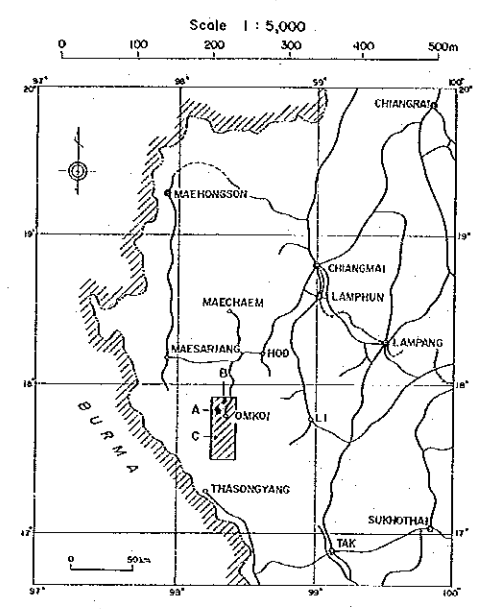 Scale 1 : 5,000
0 100 200 300 400 500m
97° 98° 59° 100°
20° 20°
CHIANGRAI
MAEHONGSON
19° 19°
CHIANGMAI
LAMPHUN
MAECHAEM
LAMPANG
MAESARIANG HOD
18° 18°
B
A OMKOI
C
LI
BURMA
THASONGYANG
SUKHOTHAI
17° 17°
TAK
0 50km
97° 98° 99° 100°